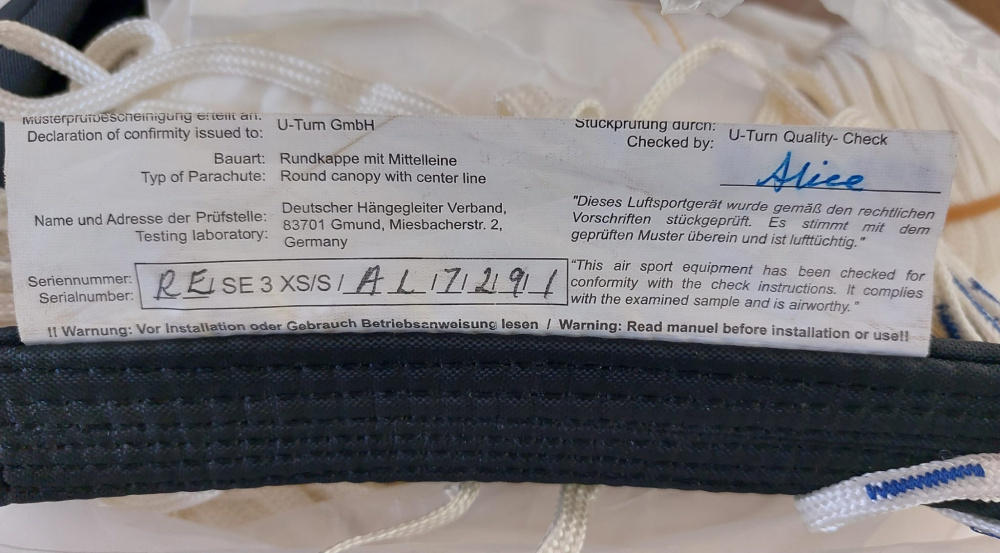 Musterprüfbescheinigung erteilt an:
Declaration of confirmity issued to: U-Turn GmbH
Bauart: Rundkappe mit Mittelleine
Typ of Parachute: Round canopy with center line
Name und Adresse der Prüfstelle:
Testing laboratory:
Deutscher Hängegleiter Verband,
83701 Gmund, Miesbacherstr. 2,
Germany
Seriennummer:
Serialnumber:
RE/SE 3 XS/S / A L /7/2/9/1
Stückprüfung durch:
Checked by: U-Turn Quality- Check
Alice
"Dieses Luftsportgerät wurde gemäß den rechtlichen
Vorschriften stückgeprüft. Es stimmt mit dem
geprüften Muster überein und ist lufttüchtig."
"This air sport equipment has been checked for
conformity with the check instructions. It complies
with the examined sample and is airworthy."
!! Warnung: Vor Installation oder Gebrauch Betriebsanweisung lesen / Warning: Read manuel before installation or use!!